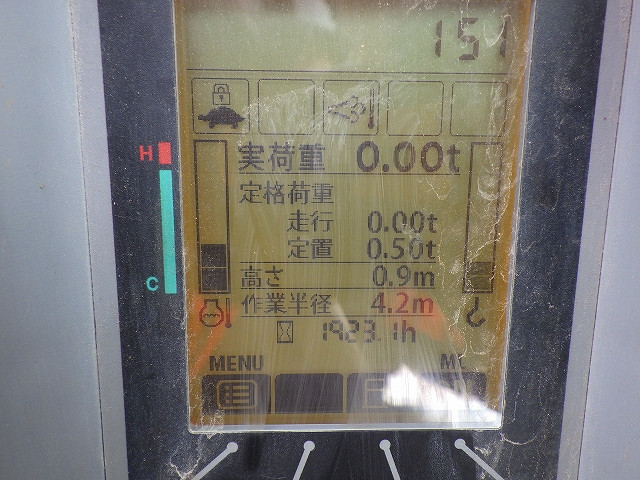 151
実荷重 0.00t
H
定格荷重
走行 0.00t
定置 0.50t
高さ 0.9m
C
作業半径 4.2m
1923.1h
MENU